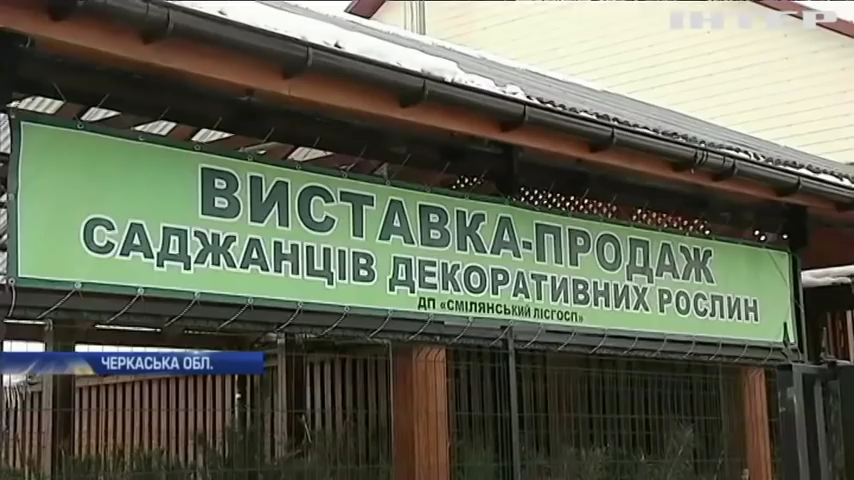 ІНТЕР
ВИСТАВКА-ПРОДАЖ
САДЖАНЦІВ ДЕКОРАТИВНИХ РОСЛИН
ДП «СМІЛЯНСЬКИЙ ЛІСГОСП»
ЧЕРКАСЬКА ОБЛ.